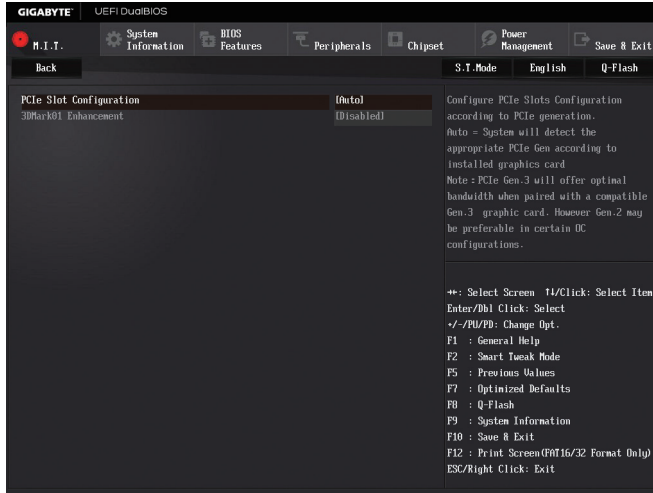 GIGABYTE™ UEFI DualBIOS
M.I.T.
System Information
BIOS Features
Peripherals
Chipset
Power Management
Save & Exit
Back
S.T.Mode English Q-Flash
PCIe Slot Configuration [Auto]
3DMark01 Enhancement [Disabled]
Configure PCIe Slots Configuration
according to PCIe generation.
Auto = System will detect the
appropriate PCIe Gen according to
installed graphics card
Note : PCIe Gen.3 will offer optimal
bandwidth when paired with a compatible
Gen.3 graphic card. However Gen.2 may
be preferable in certain OC
configurations.
→←: Select Screen ↑↓/Click: Select Item
Enter/Dbl Click: Select
+/-/PU/PD: Change Opt.
F1 : General Help
F2 : Smart Tweak Mode
F5 : Previous Values
F7 : Optimized Defaults
F8 : Q-Flash
F9 : System Information
F10 : Save & Exit
F12 : Print Screen(FAT16/32 Format Only)
ESC/Right Click: Exit